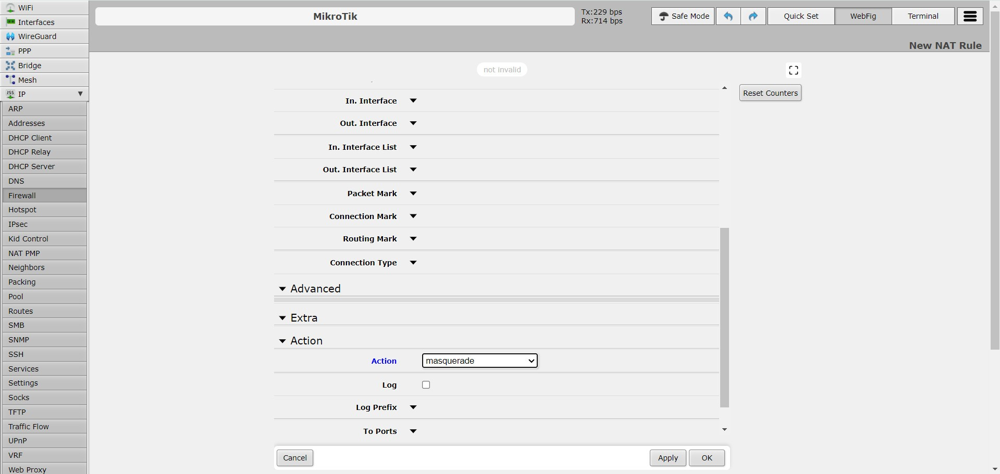 WiFi
Interfaces
WireGuard
PPP
Bridge
Mesh
255 IP
ARP
Addresses
DHCP Client
DHCP Relay
DHCP Server
DNS
Firewall
Hotspot
IPsec
Kid Control
NAT PMP
Neighbors
Packing
Pool
Routes
SMB
SNMP
SSH
Services
Settings
Socks
TFTP
Traffic Flow
UPnP
VRF
Web Proxy
MikroTik
Tx:229 bps
Rx:714 bps
Safe Mode
Quick Set
WebFig
Terminal
New NAT Rule
not invalid
Reset Counters
In. Interface
Out. Interface
In. Interface List
Out. Interface List
Packet Mark
Connection Mark
Routing Mark
Connection Type
Advanced
Extra
Action
Action masquerade
Log
Log Prefix
To Ports
Cancel
Apply
OK